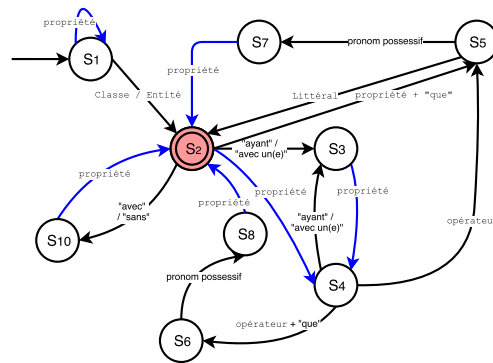 propriété
S1
S7
pronom possessif
S5
propriété
Classe / Entité
Littéral
propriété + "que"
S2
"ayant" /
"avec un(e)"
S3
propriété
propriété
propriété
"avec"
/ "sans"
propriété
"ayant" /
"avec un(e)"
opérateu
S10
S8
pronom possessif
S4
opérateur + "que"
S6